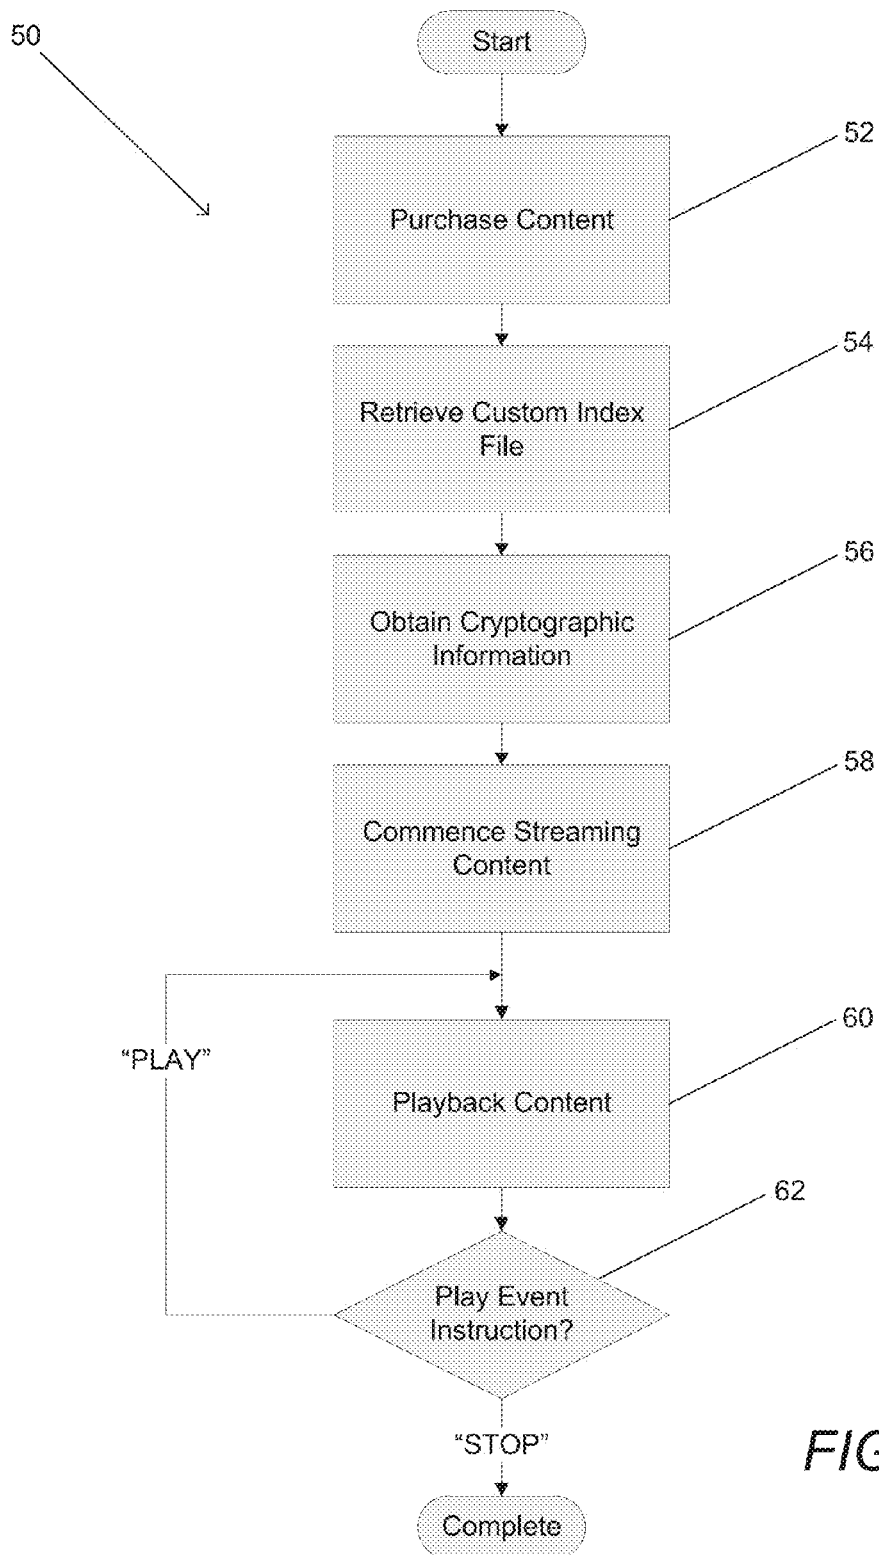 50
Start
52
Purchase Content
54
Retrieve Custom Index
File
56
Obtain Cryptographic
Information
58
Commence Streaming
Content
"PLAY"
60
Playback Content
62
Play Event
Instruction?
"STOP"
FIG
Complete